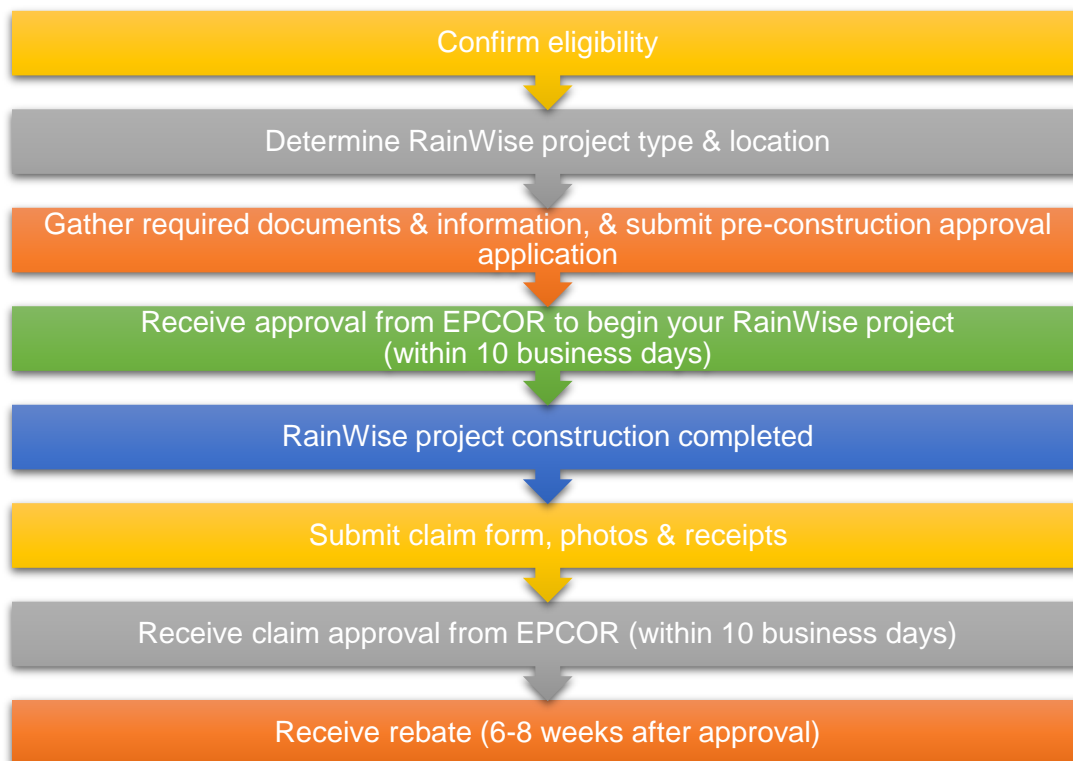 Confirm eligibility
Determine RainWise project type & location
Gather required documents & information, & submit pre-construction approval
application
Receive approval from EPCOR to begin your RainWise project
(within 10 business days)
RainWise project construction completed
Submit claim form, photos & receipts
Receive claim approval from EPCOR (within 10 business days)
Receive rebate (6-8 weeks after approval)